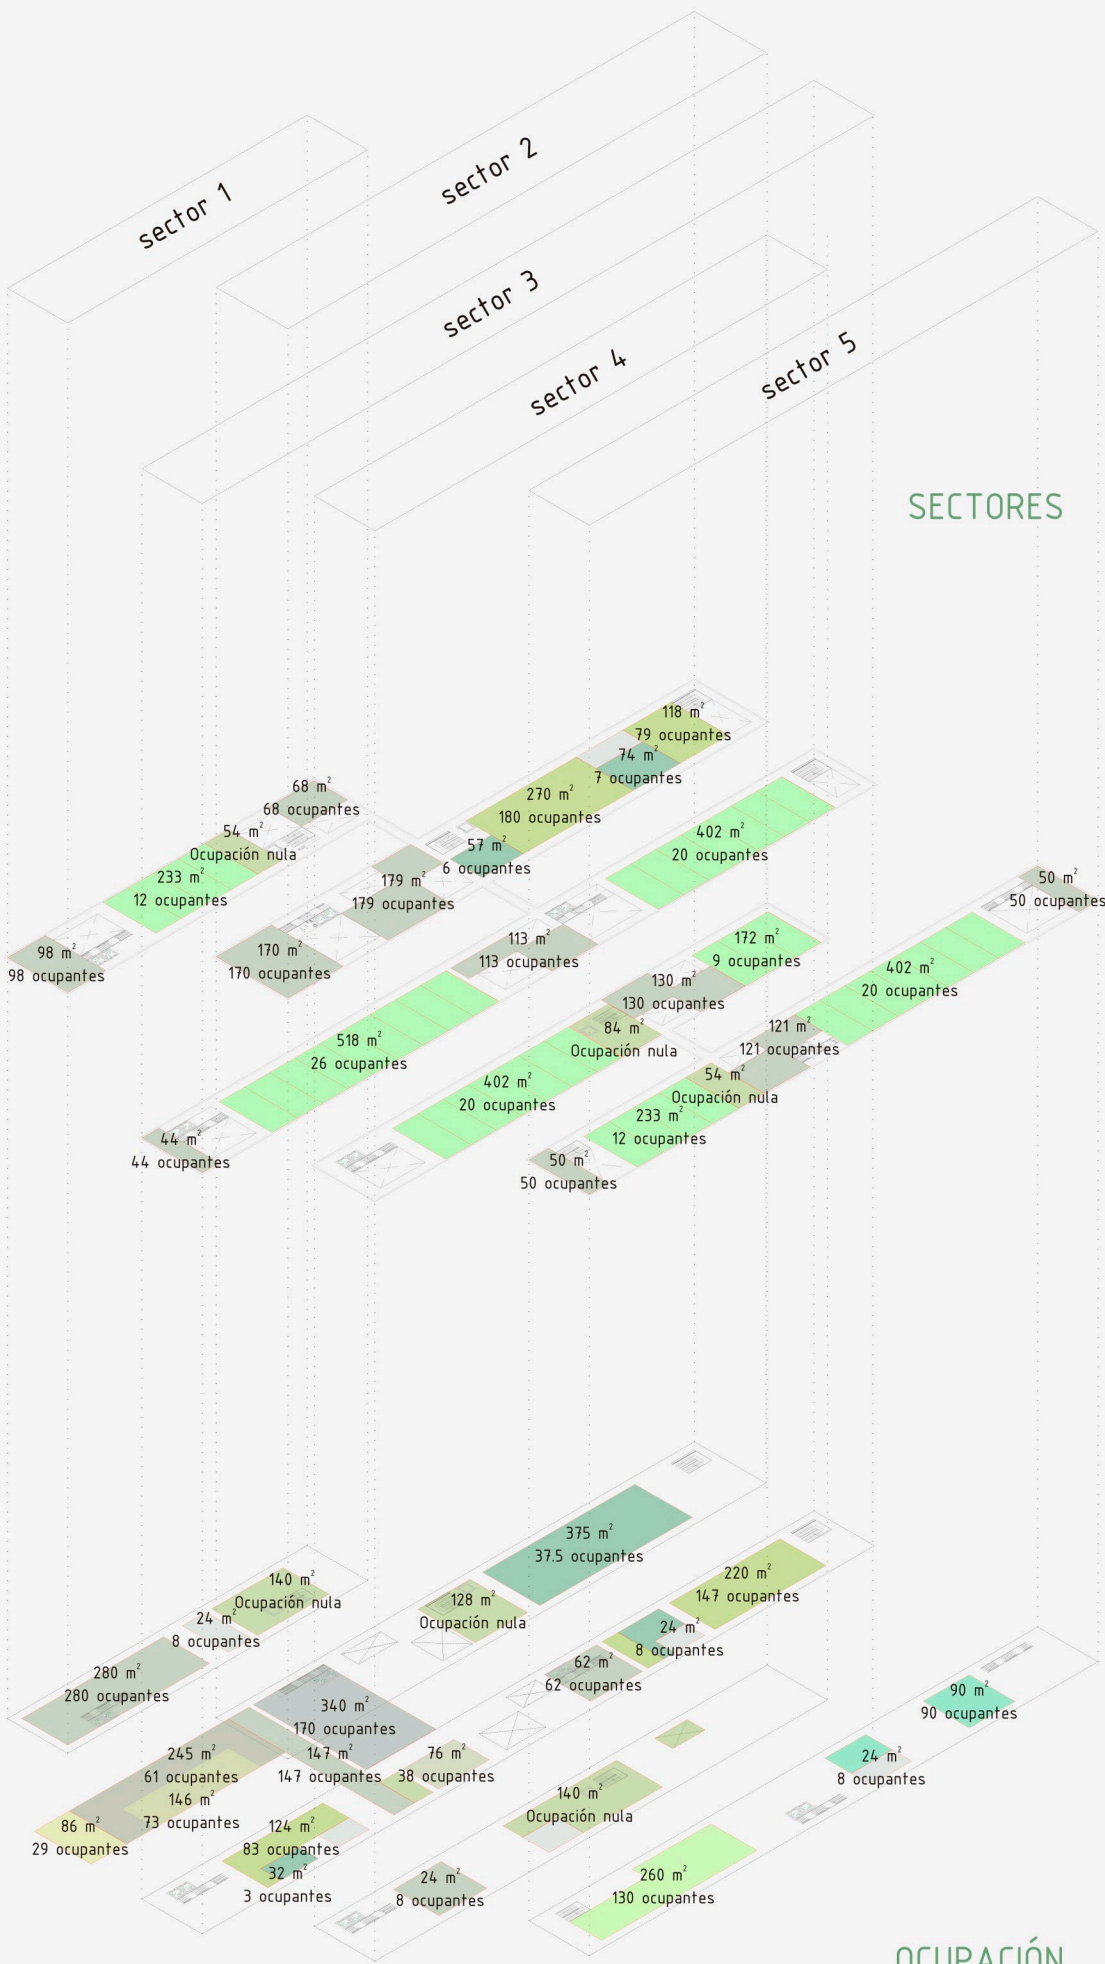 sector 1
sector 2
sector 3
sector 4
sector 5
SECTORES
118 m²
79 ocupantes
74 m²
7 ocupantes
68 m²
68 ocupantes
270 m²
180 ocupantes
54 m²
Ocupación nula
57 m²
6 ocupantes
402 m²
20 ocupantes
233 m²
12 ocupantes
179 m²
179 ocupantes
50 m²
50 ocupantes
98 m²
98 ocupantes
170 m²
170 ocupantes
113 m²
113 ocupantes
172 m²
9 ocupantes
402 m²
20 ocupantes
130 m²
130 ocupantes
518 m²
26 ocupantes
84 m²
Ocupación nula
121 m²
121 ocupantes
402 m²
20 ocupantes
54 m²
Ocupación nula
233 m²
12 ocupantes
44 m²
44 ocupantes
50 m²
50 ocupantes
375 m²
37.5 ocupantes
140 m²
Ocupación nula
128 m²
Ocupación nula
220 m²
147 ocupantes
24 m²
8 ocupantes
24 m²
8 ocupantes
280 m²
280 ocupantes
62 m²
62 ocupantes
90 m²
90 ocupantes
340 m²
170 ocupantes
245 m²
61 ocupantes
147 m²
147 ocupantes
76 m²
38 ocupantes
24 m²
8 ocupantes
146 m²
73 ocupantes
140 m²
Ocupación nula
86 m²
29 ocupantes
124 m²
83 ocupantes
32 m²
3 ocupantes
24 m²
8 ocupantes
260 m²
130 ocupantes
OCUPACIÓN